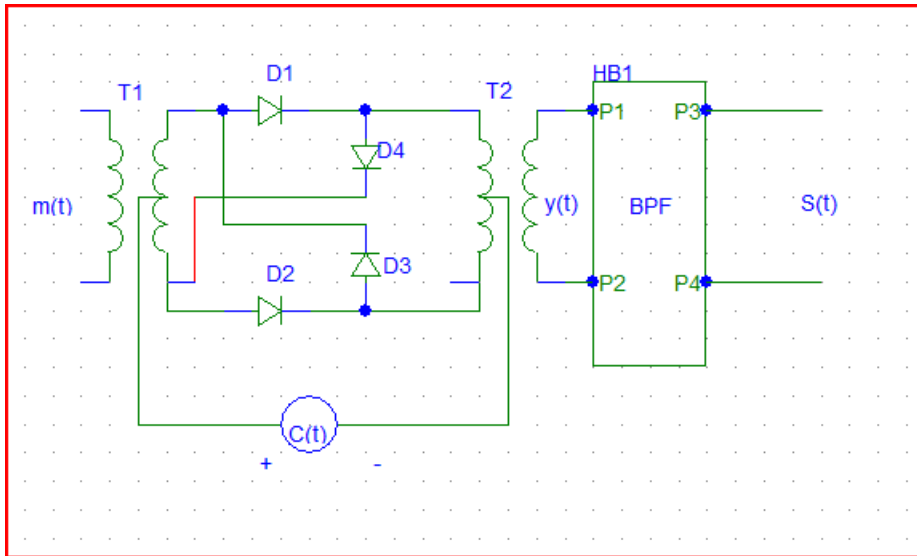 HB1
D1
T1
T2
P1
P3
D4
m(t)
y(t)
BPF
S(t)
D2
D3
P2
P4
C(t)
+
-